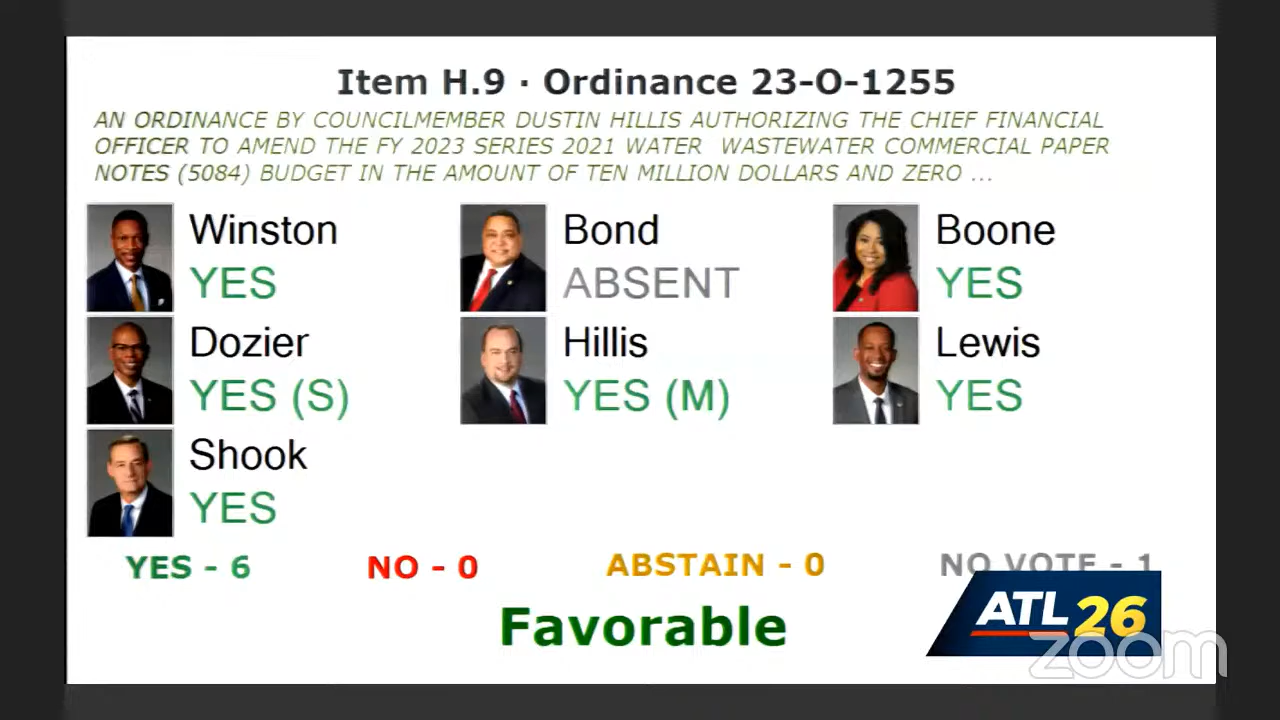 Item H.9 · Ordinance 23-O-1255
AN ORDINANCE BY COUNCILMEMBER DUSTIN HILLIS AUTHORIZING THE CHIEF FINANCIAL
OFFICER TO AMEND THE FY 2023 SERIES 2021 WATER WASTEWATER COMMERCIAL PAPER
NOTES (5084) BUDGET IN THE AMOUNT OF TEN MILLION DOLLARS AND ZERO ...
Winston
YES
Bond
ABSENT
Boone
YES
Dozier
YES (S)
Hillis
YES (M)
Lewis
YES
Shook
YES
YES - 6
NO - 0
ABSTAIN - 0
NO VOTE - 1
Favorable
ATL 26
zoom